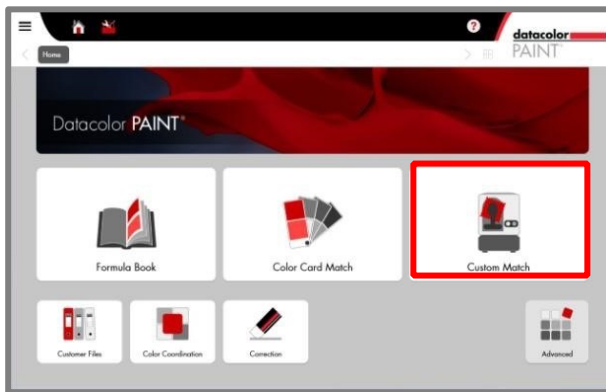 ?
datacolor
PAINT
Home
Datacolor PAINT
Formula Book
Color Card Match
Custom Match
Customer Files
Color Coordination
Correction
Advanced